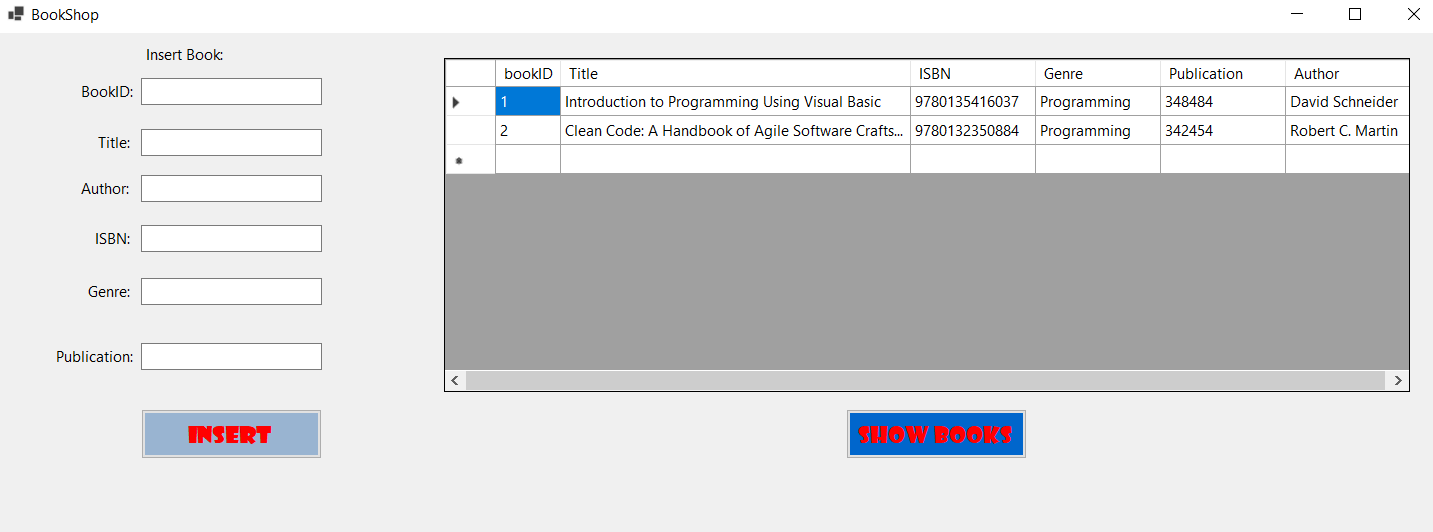 BookShop
Insert Book:
BookID:
Title:
Author:
ISBN:
Genre:
Publication:
INSERT
bookID Title ISBN Genre Publication Author
1 Introduction to Programming Using Visual Basic 9780135416037 Programming 348484 David Schneider
2 Clean Code: A Handbook of Agile Software Crafts... 9780132350884 Programming 342454 Robert C. Martin
SHOW BOOKS